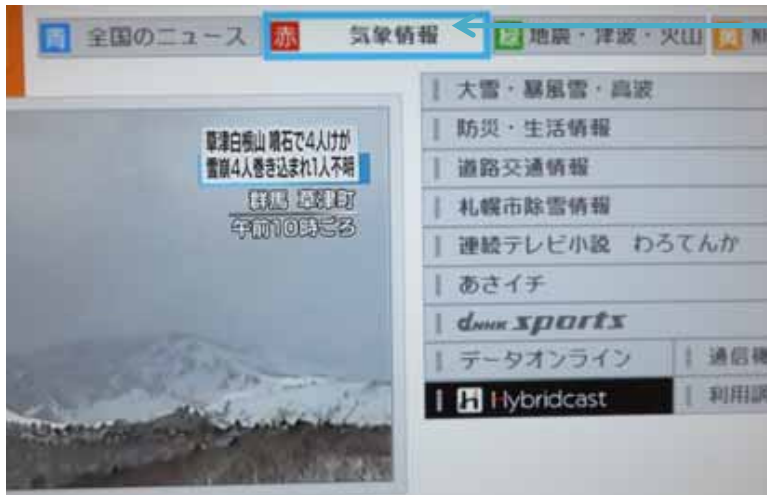 青 全国のニュース 赤 気象情報 緑 地震・津波・火山 黄
大雪・暴風雪・高波
防災・生活情報
道路交通情報
札幌市除雪情報
連続テレビ小説 わろてんか
あさイチ
dNHK sports
データオンライン 通信
Hybridcast 利用
草津白根山 噴石で4人けが
雪崩4人巻き込まれ1人不明
群馬 草津町
午前10時ごろ